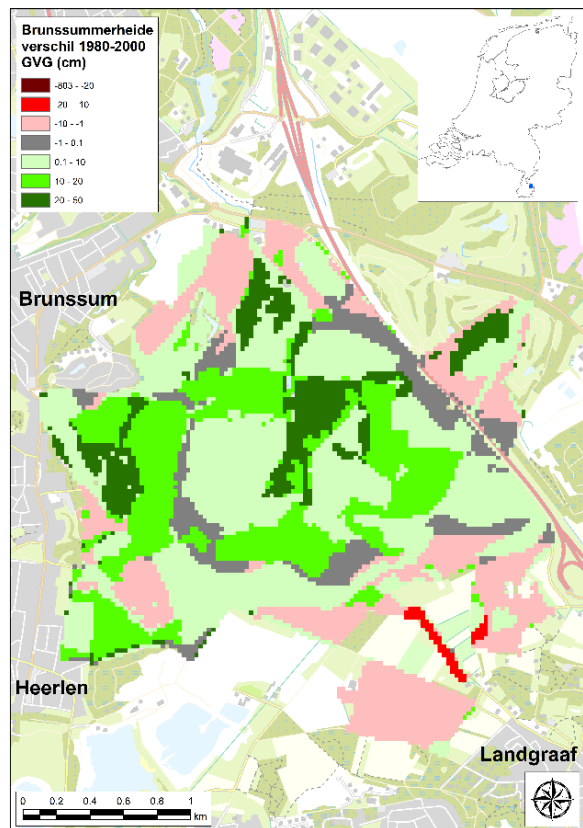 Brunssummerheide
verschil 1980-2000
GVG (cm)
-803 - -20
-20 - -10
-10 - -1
-1 - 0.1
0.1 - 10
10 - 20
20 - 50
Brunssum
Heerlen
Landgraaf
0 0.2 0.4 0.6 0.8 1
km